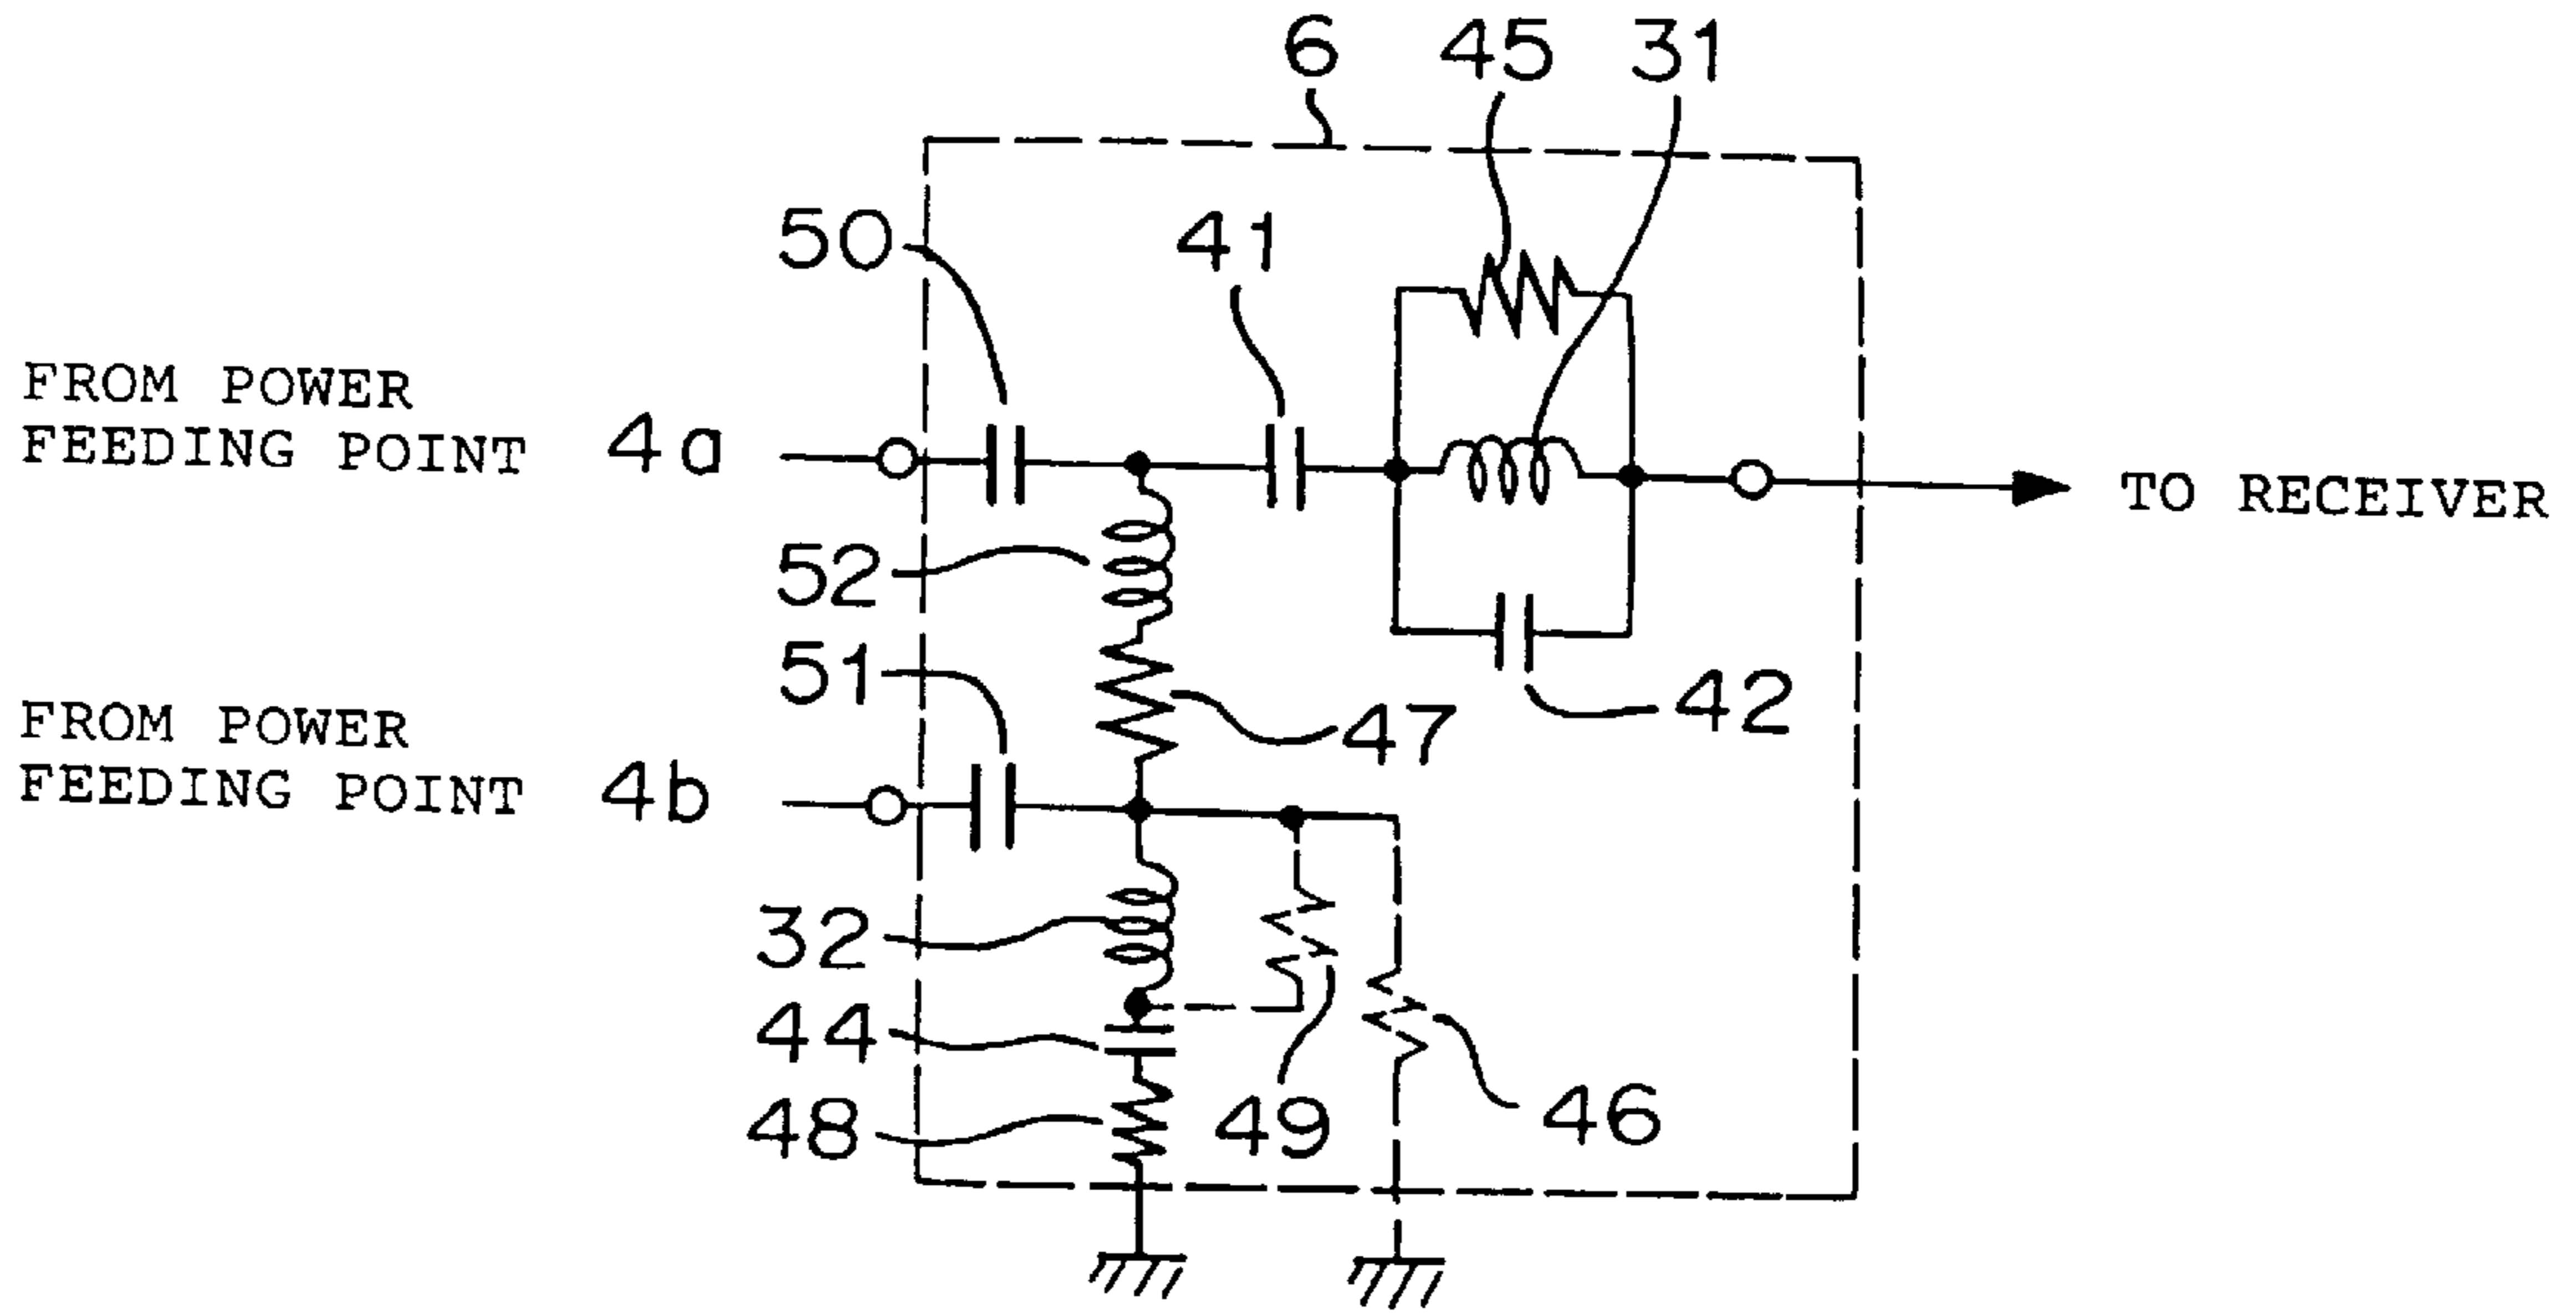 6 45 31
50 41
FROM POWER
FEEDING POINT 4a
TO RECEIVER
52
51
42
47
FROM POWER
FEEDING POINT 4b
32
44
48 49 46